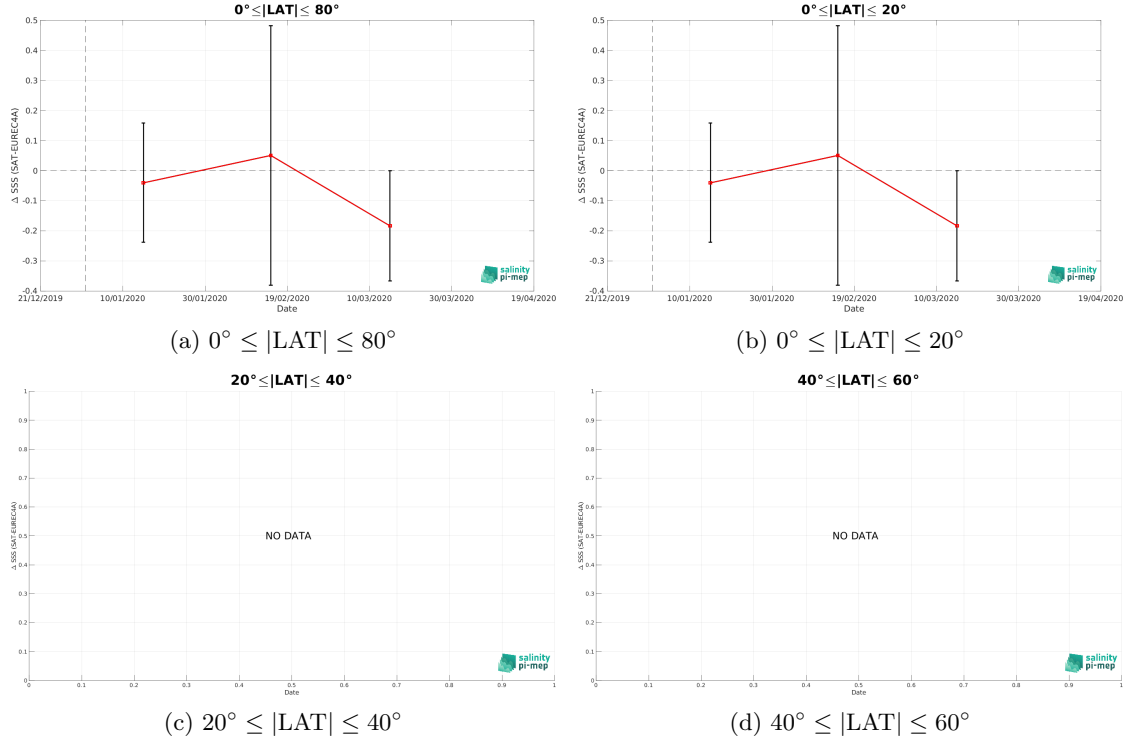 0°≤|LAT|≤ 80°
0.5
0.4
0.3
0.2
0.1
0
-0.1
-0.2
-0.3
-0.4
Δ SSS (SAT-EUREC4A)
21/12/2019 10/01/2020 30/01/2020 19/02/2020 10/03/2020 30/03/2020 19/04/2020
Date
salinity
pi-mep
(a) 0° ≤ |LAT| ≤ 80°
0°≤|LAT|≤ 20°
0.5
0.4
0.3
0.2
0.1
0
-0.1
-0.2
-0.3
-0.4
Δ SSS (SAT-EUREC4A)
21/12/2019 10/01/2020 30/01/2020 19/02/2020 10/03/2020 30/03/2020 19/04/2020
Date
salinity
pi-mep
(b) 0° ≤ |LAT| ≤ 20°
20°≤|LAT|≤ 40°
1
0.9
0.8
0.7
0.6
0.5
0.4
0.3
0.2
0.1
0
Δ SSS (SAT-EUREC4A)
NO DATA
0 0.1 0.2 0.3 0.4 0.5 0.6 0.7 0.8 0.9 1
Date
salinity
pi-mep
(c) 20° ≤ |LAT| ≤ 40°
40°≤|LAT|≤ 60°
1
0.9
0.8
0.7
0.6
0.5
0.4
0.3
0.2
0.1
0
Δ SSS (SAT-EUREC4A)
NO DATA
0 0.1 0.2 0.3 0.4 0.5 0.6 0.7 0.8 0.9 1
Date
salinity
pi-mep
(d) 40° ≤ |LAT| ≤ 60°